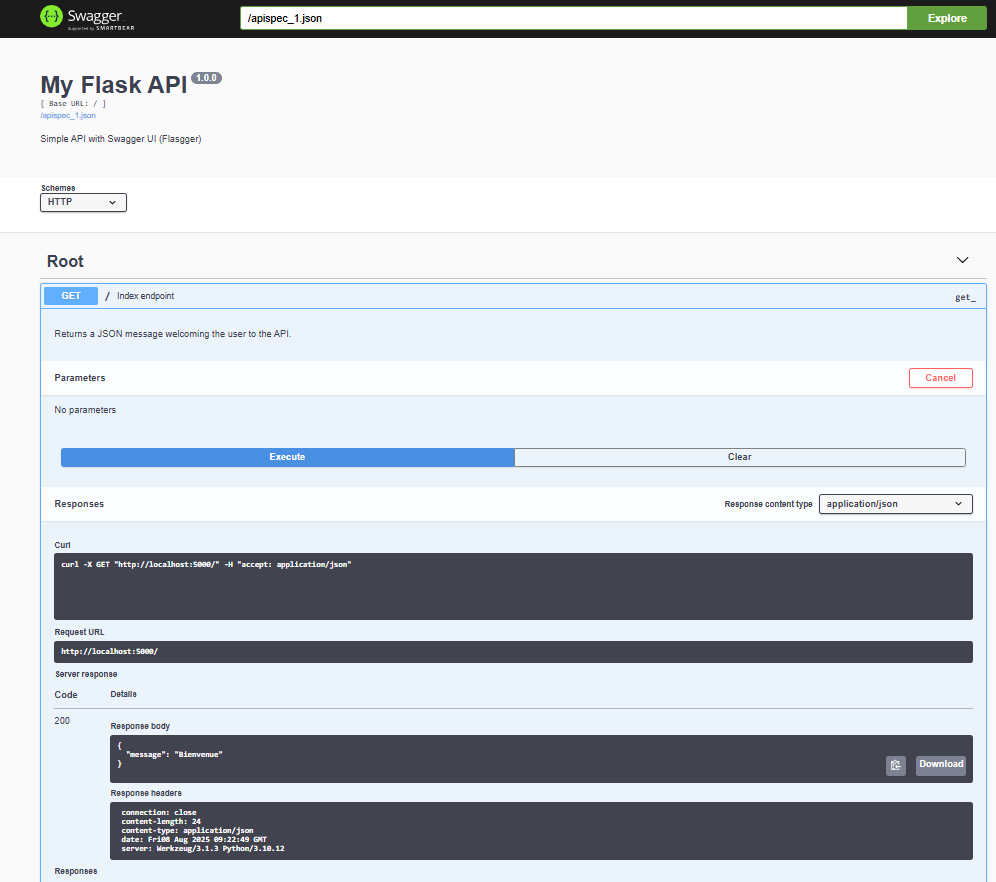 Swagger
Supported by SMARTBEAR
/apispec_1.json
Explore
My Flask API 1.0.0
[ Base URL: / ]
/apispec_1.json
Simple API with Swagger UI (Flasgger)
Schemes
HTTP
Root
GET / Index endpoint get_
Returns a JSON message welcoming the user to the API.
Parameters Cancel
No parameters
Execute Clear
Responses Response content type application/json
Curl
curl -X GET "http://localhost:5000/" -H "accept: application/json"
Request URL
http://localhost:5000/
Server response
Code Details
200
Response body
{
"message": "Bienvenue"
}
Download
Response headers
connection: close
content-length: 24
content-type: application/json
date: Fri08 Aug 2025 09:22:49 GMT
server: Werkzeug/3.1.3 Python/3.10.12
Responses